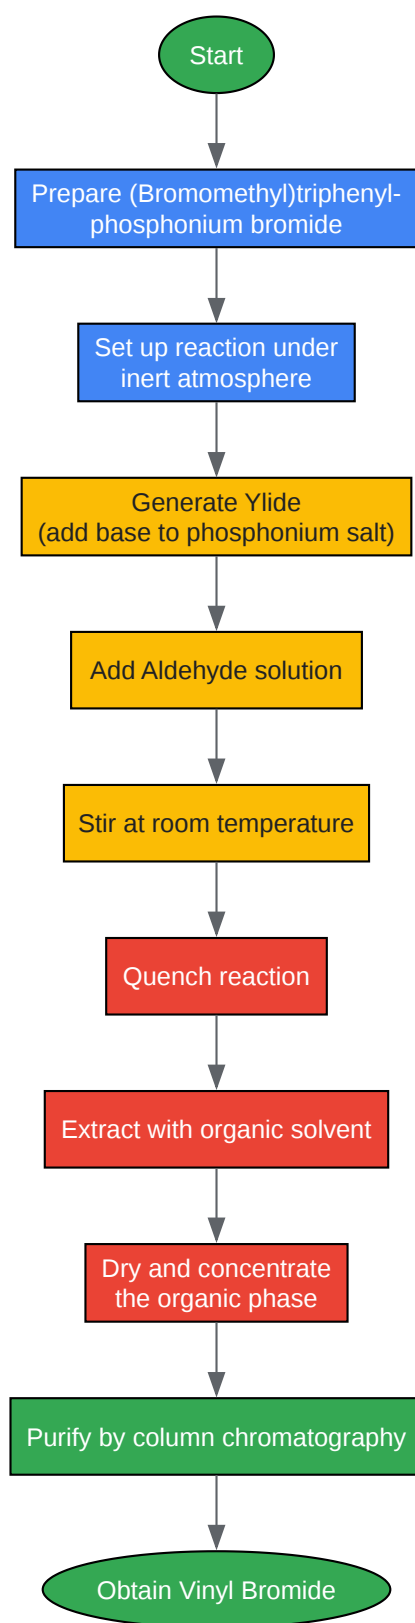 Start
Prepare (Bromomethyl)triphenyl-
phosphonium bromide
Set up reaction under
inert atmosphere
Generate Ylide
(add base to phosphonium salt)
Add Aldehyde solution
Stir at room temperature
Quench reaction
Extract with organic solvent
Dry and concentrate
the organic phase
Purify by column chromatography
Obtain Vinyl Bromide